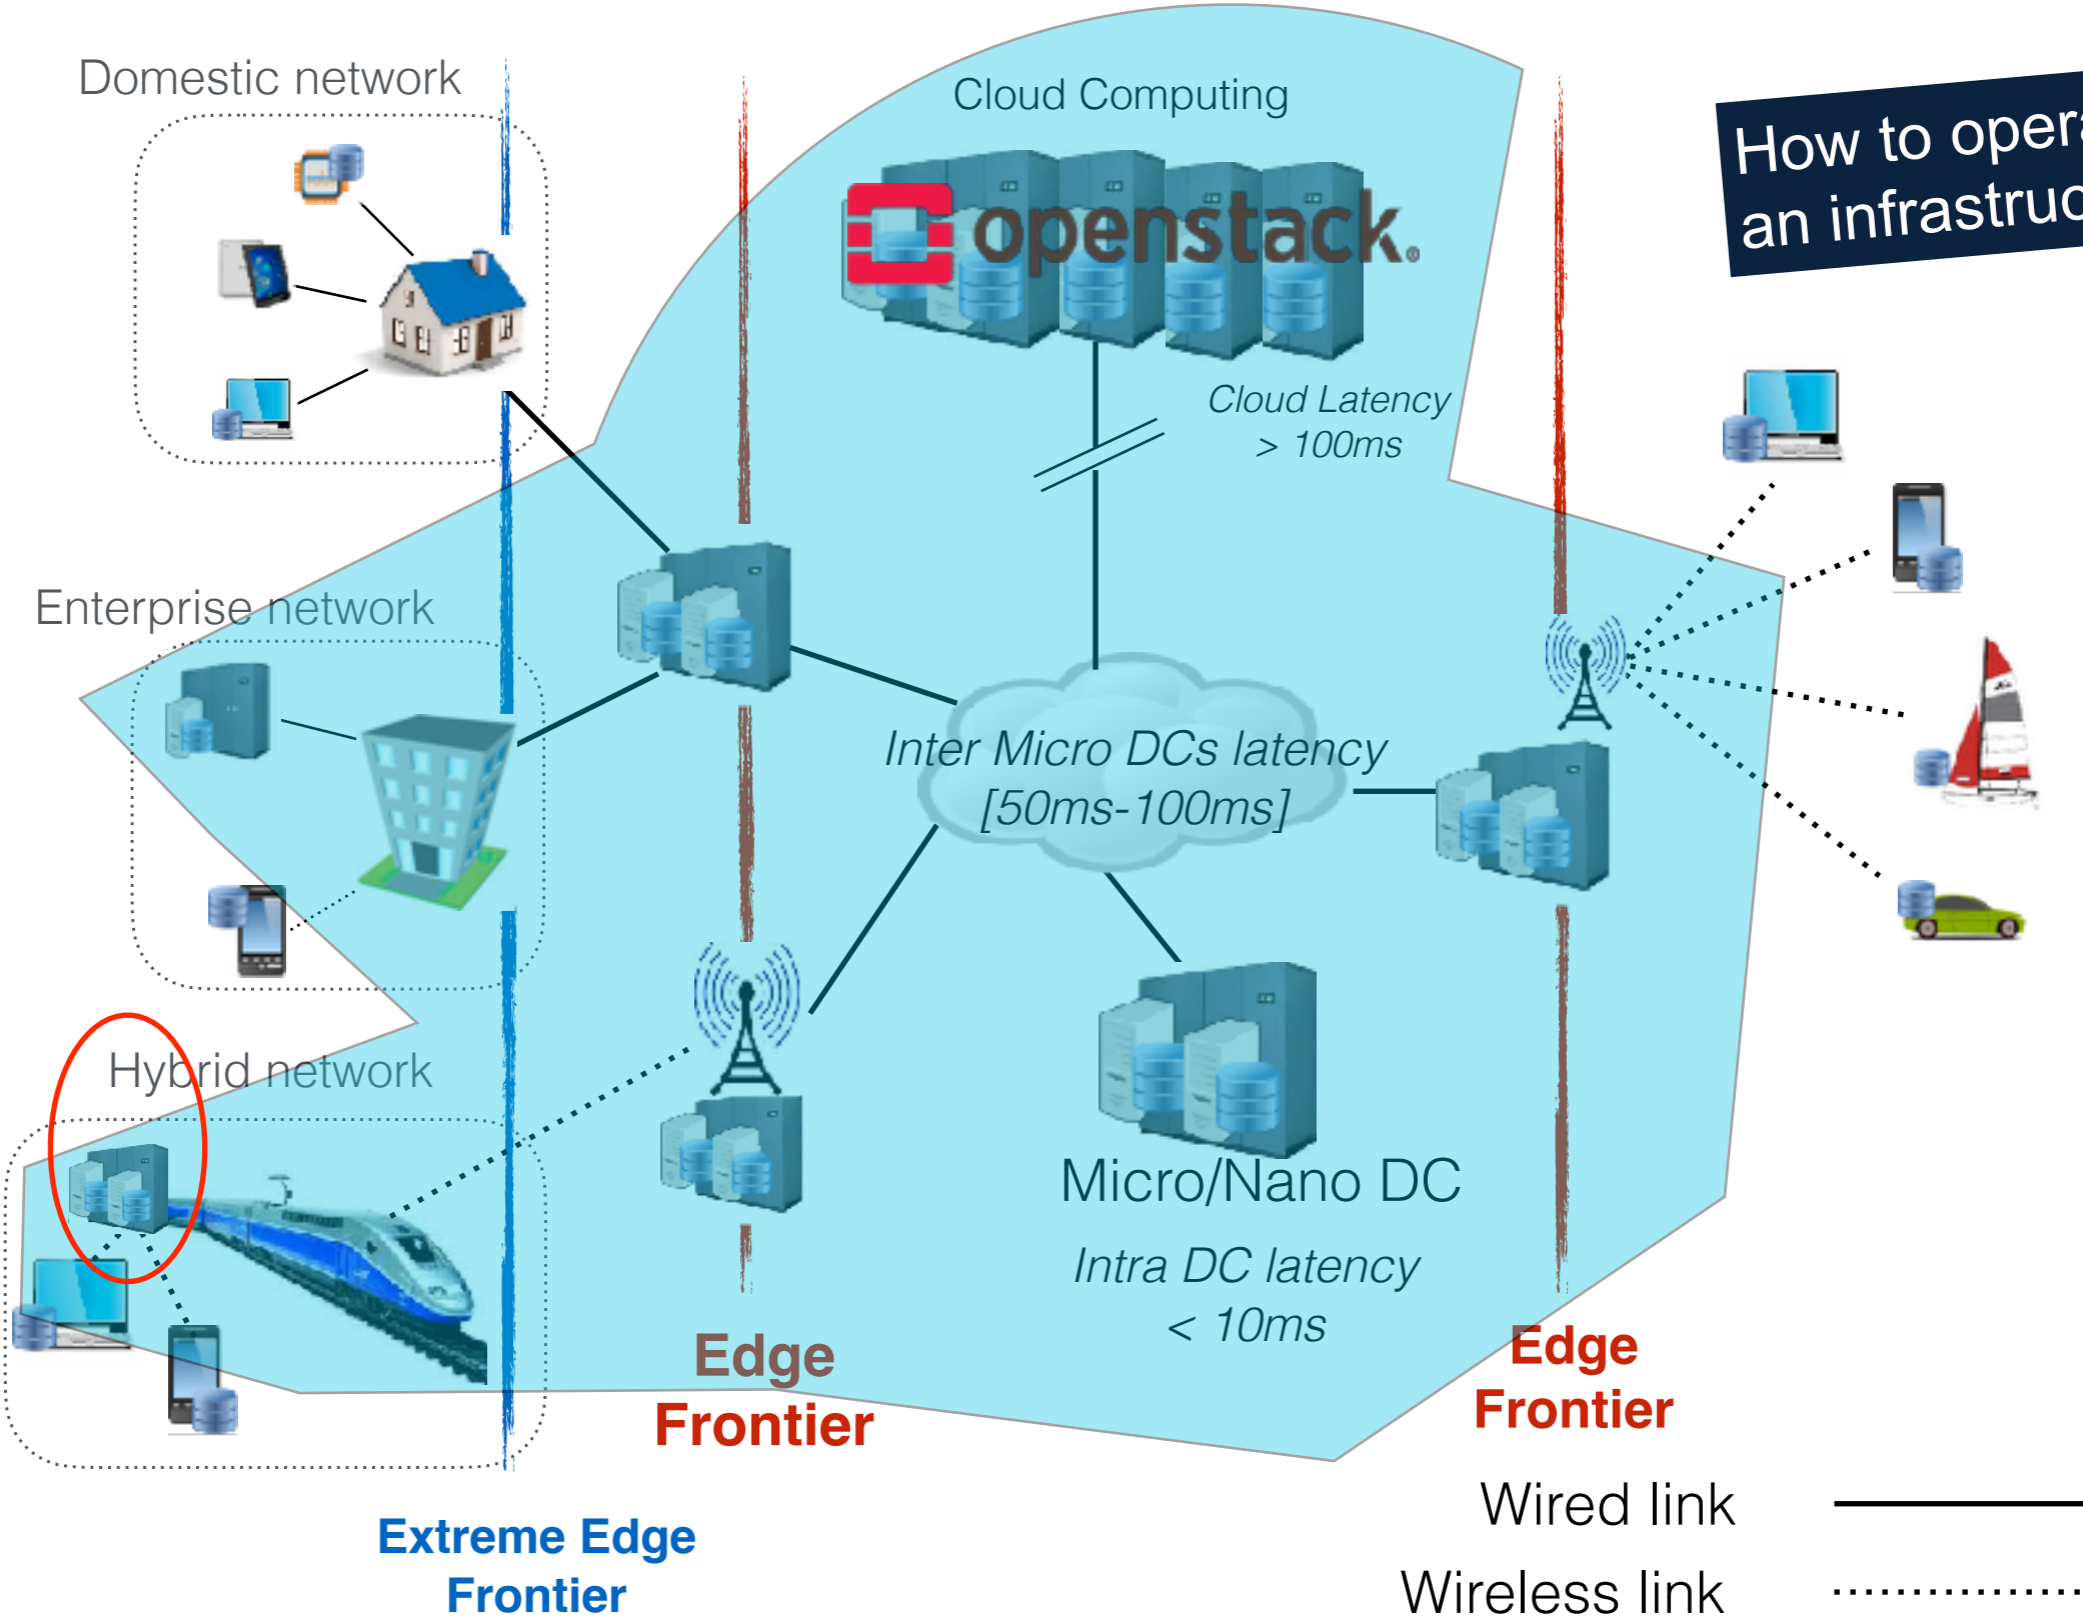 Domestic network
Cloud Computing
How to opera
an infrastruc
openstack.
Cloud Latency
> 100ms
Enterprise network
Inter Micro DCs latency
[50ms-100ms]
Hybrid network
Micro/Nano DC
Intra DC latency
< 10ms
Edge
Frontier
Edge
Frontier
Wired link
Extreme Edge
Frontier
Wireless link